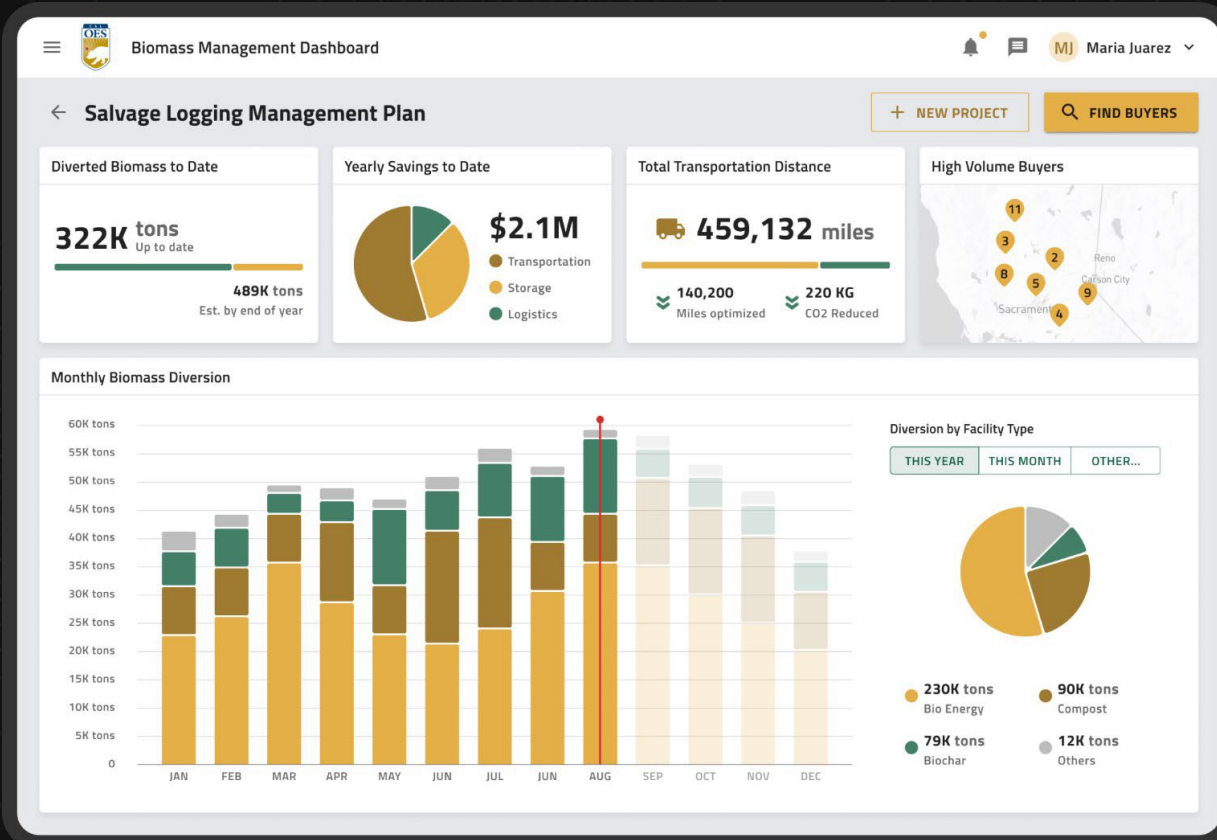 OES
Biomass Management Dashboard
MJ Maria Juarez
Salvage Logging Management Plan
+ NEW PROJECT
FIND BUYERS
Diverted Biomass to Date
322K tons
Up to date
489K tons
Est. by end of year
Yearly Savings to Date
$2.1M
Transportation
Storage
Logistics
Total Transportation Distance
459,132 miles
140,200
Miles optimized
220 KG
CO2 Reduced
High Volume Buyers
11
3
2
Reno
8
5
Carson City
9
Sacrament
4
Monthly Biomass Diversion
60K tons
55K tons
50K tons
45K tons
40K tons
35K tons
30K tons
25K tons
20K tons
15K tons
10K tons
5K tons
0
JAN FEB MAR APR MAY JUN JUL JUN AUG SEP OCT NOV DEC
Diversion by Facility Type
THIS YEAR THIS MONTH OTHER...
230K tons
Bio Energy
90K tons
Compost
79K tons
Biochar
12K tons
Others